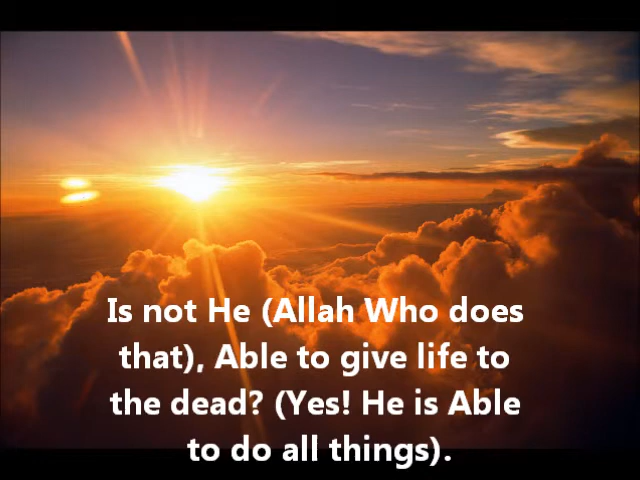 Is not He (Allah Who does
that), Able to give life to
the dead? (Yes! He is Able
to do all things).